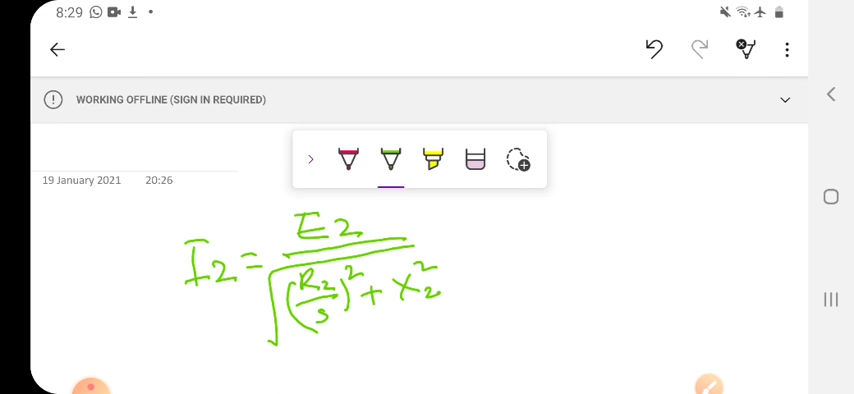 8:29
WORKING OFFLINE (SIGN IN REQUIRED)
19 January 2021 20:26
I2 = E2 / √((R2/s)² + X2²)